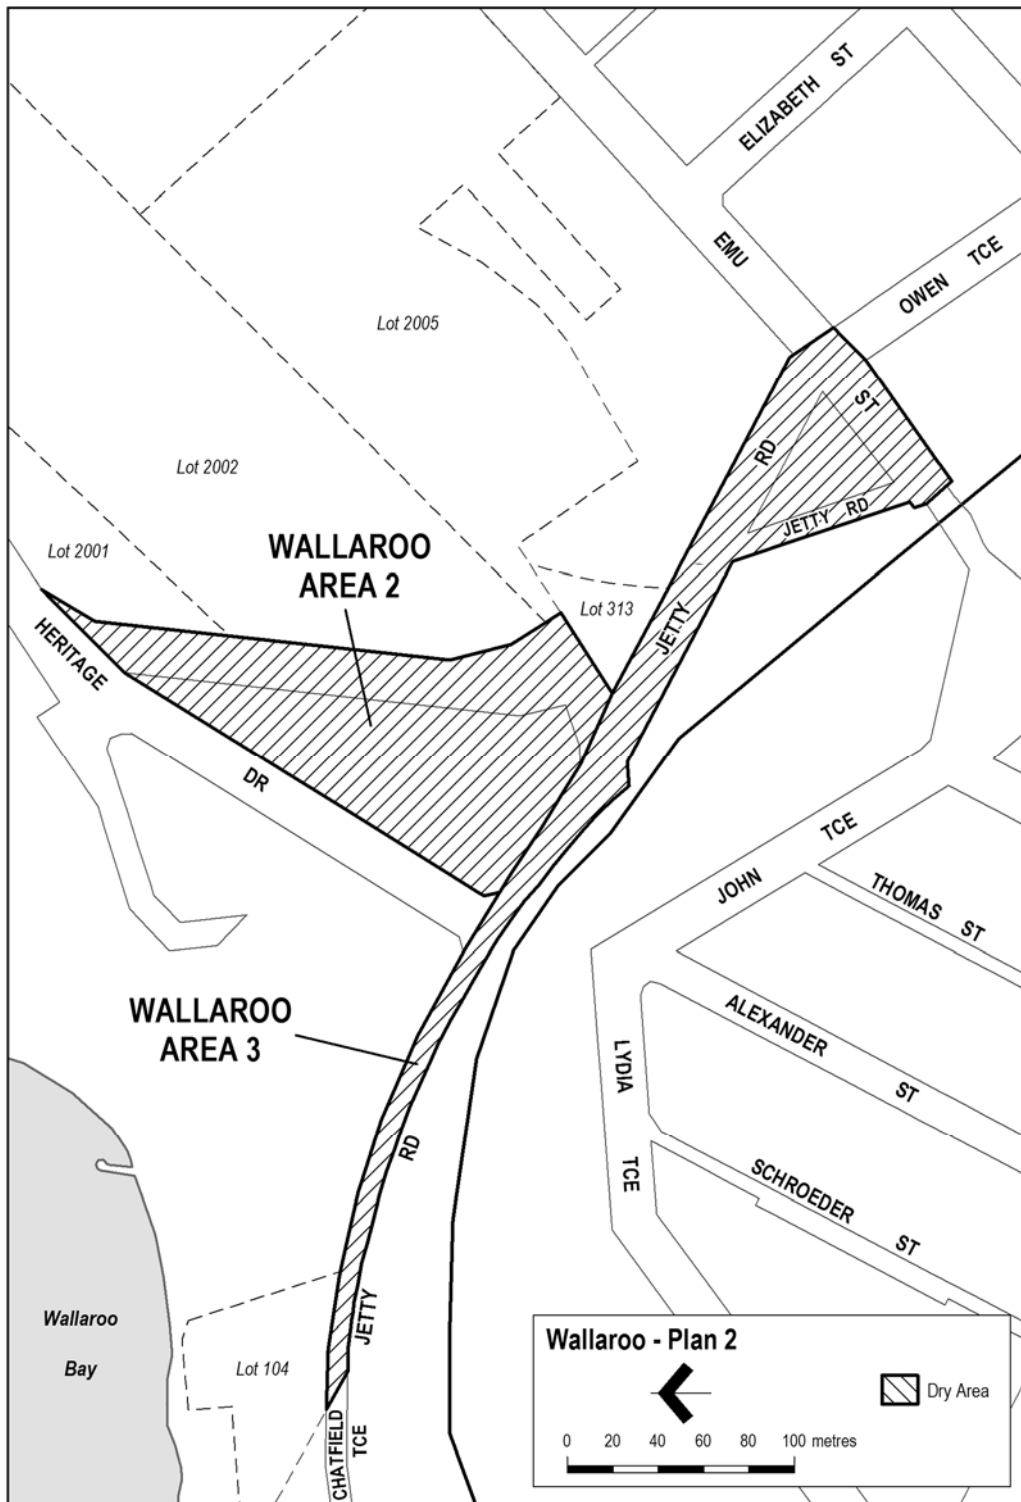 ELIZABETH ST
EMU
OWEN TCE
Lot 2005
ST
RD
Lot 2002
JETTY RD
Lot 2001
WALLAROO
AREA 2
Lot 313
HERITAGE
JETTY
DR
JOHN TCE
THOMAS ST
WALLAROO
AREA 3
ALEXANDER ST
LYDIA TCE
RD
SCHROEDER ST
JETTY
Wallaroo
Bay
Lot 104
CHATFIELD
TCE
Wallaroo - Plan 2
Dry Area
0 20 40 60 80 100 metres